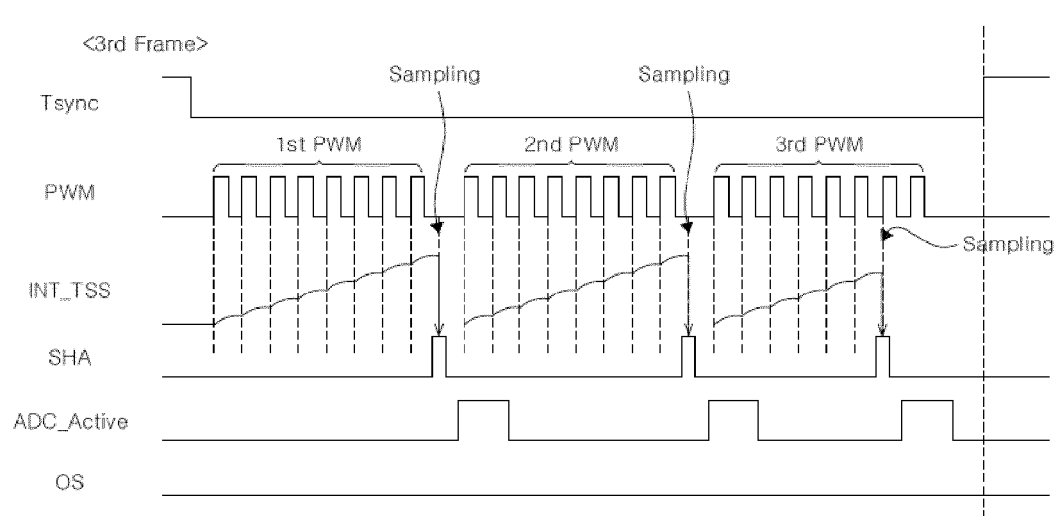 <3rd Frame>
Sampling
Sampling
Tsync
1st PWM
2nd PWM
3rd PWM
PWM
Sampling
INT_TSS
SHA
ADC_Active
OS